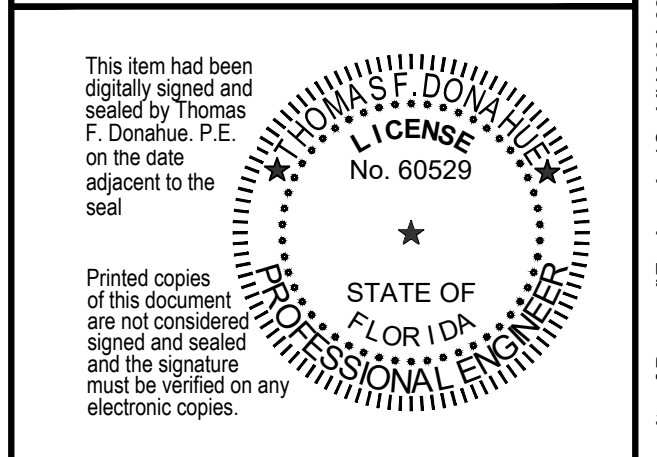 This item had been
digitally signed and
sealed by Thomas
F. Donahue. P.E.
on the date
adjacent to the
seal
Printed copies
of this document
are not considered
signed and sealed
and the signature
must be verified on any
electronic copies.
THOMAS F. DONAHUE
LICENSE
No. 60529
STATE OF
FLORIDA
PROFESSIONAL ENGINEER